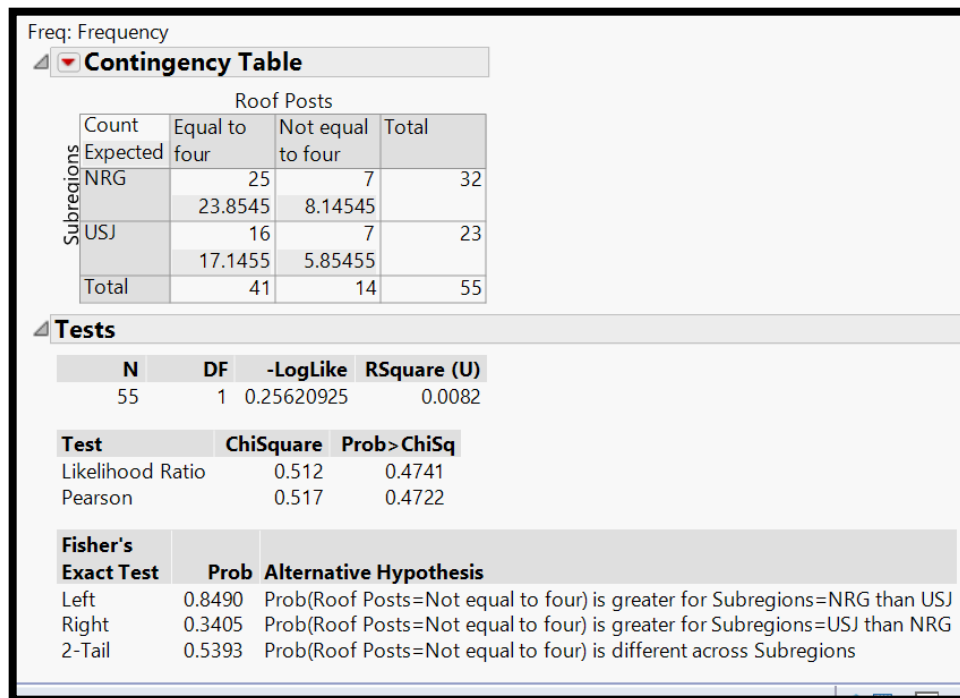 Freq: Frequency
Contingency Table
Roof Posts
Subregions
Count Equal to Not equal Total
Expected four to four
NRG 25 7 32
23.8545 8.14545
USJ 16 7 23
17.1455 5.85455
Total 41 14 55
Tests
N DF -LogLike RSquare (U)
55 1 0.25620925 0.0082
Test ChiSquare Prob>ChiSq
Likelihood Ratio 0.512 0.4741
Pearson 0.517 0.4722
Fisher's
Exact Test Prob Alternative Hypothesis
Left 0.8490 Prob(Roof Posts=Not equal to four) is greater for Subregions=NRG than USJ
Right 0.3405 Prob(Roof Posts=Not equal to four) is greater for Subregions=USJ than NRG
2-Tail 0.5393 Prob(Roof Posts=Not equal to four) is different across Subregions